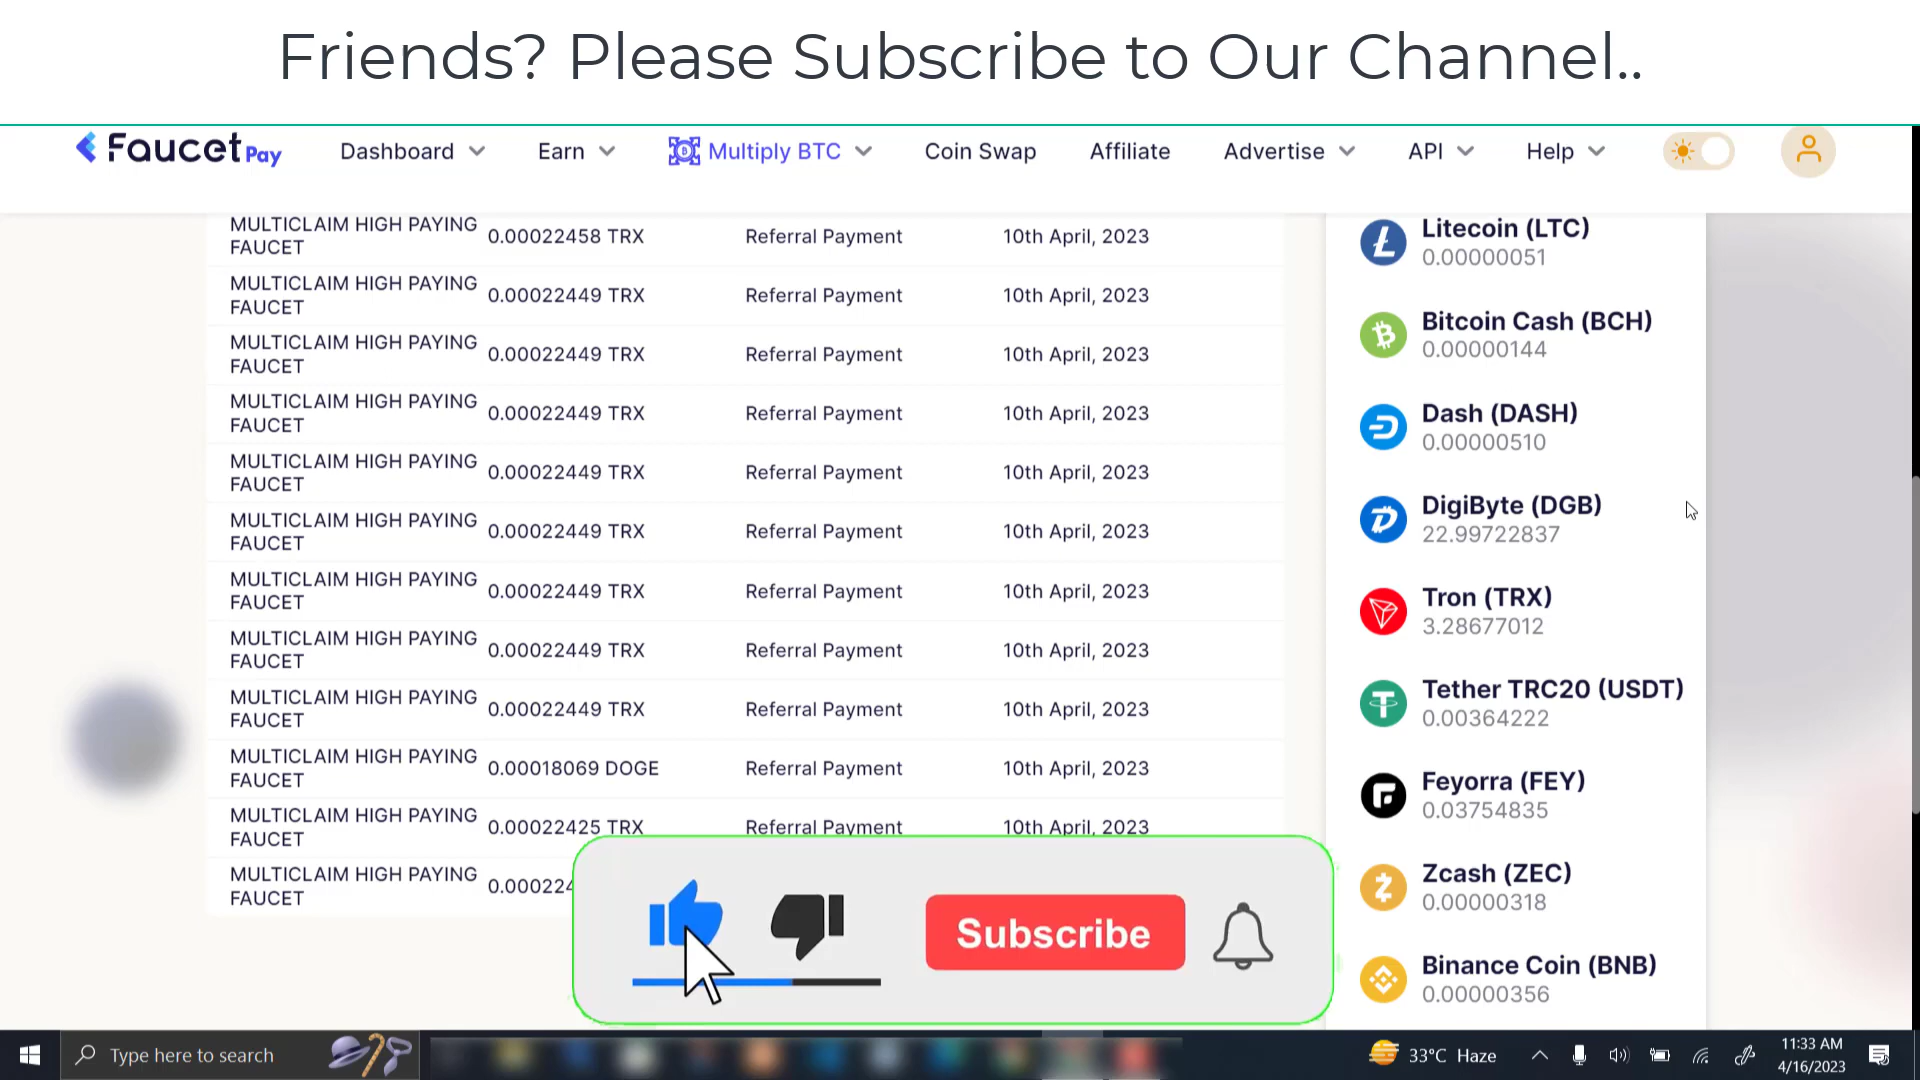 Friends? Please Subscribe to Our Channel..
FaucetPay Dashboard Earn Multiply BTC Coin Swap Affiliate Advertise API Help
MULTICLAIM HIGH PAYING
FAUCET
0.00022458 TRX Referral Payment 10th April, 2023
MULTICLAIM HIGH PAYING
FAUCET
0.00022449 TRX Referral Payment 10th April, 2023
MULTICLAIM HIGH PAYING
FAUCET
0.00022449 TRX Referral Payment 10th April, 2023
MULTICLAIM HIGH PAYING
FAUCET
0.00022449 TRX Referral Payment 10th April, 2023
MULTICLAIM HIGH PAYING
FAUCET
0.00022449 TRX Referral Payment 10th April, 2023
MULTICLAIM HIGH PAYING
FAUCET
0.00022449 TRX Referral Payment 10th April, 2023
MULTICLAIM HIGH PAYING
FAUCET
0.00022449 TRX Referral Payment 10th April, 2023
MULTICLAIM HIGH PAYING
FAUCET
0.00022449 TRX Referral Payment 10th April, 2023
MULTICLAIM HIGH PAYING
FAUCET
0.00022449 TRX Referral Payment 10th April, 2023
MULTICLAIM HIGH PAYING
FAUCET
0.00018069 DOGE Referral Payment 10th April, 2023
MULTICLAIM HIGH PAYING
FAUCET
0.00022425 TRX Referral Payment 10th April, 2023
MULTICLAIM HIGH PAYING
FAUCET
0.000224
Litecoin (LTC)
0.00000051
Bitcoin Cash (BCH)
0.00000144
Dash (DASH)
0.00000510
DigiByte (DGB)
22.99722837
Tron (TRX)
3.28677012
Tether TRC20 (USDT)
0.00364222
Feyorra (FEY)
0.03754835
Zcash (ZEC)
0.00000318
Binance Coin (BNB)
0.00000356
Subscribe
Type here to search
33°C Haze
11:33 AM
4/16/2023